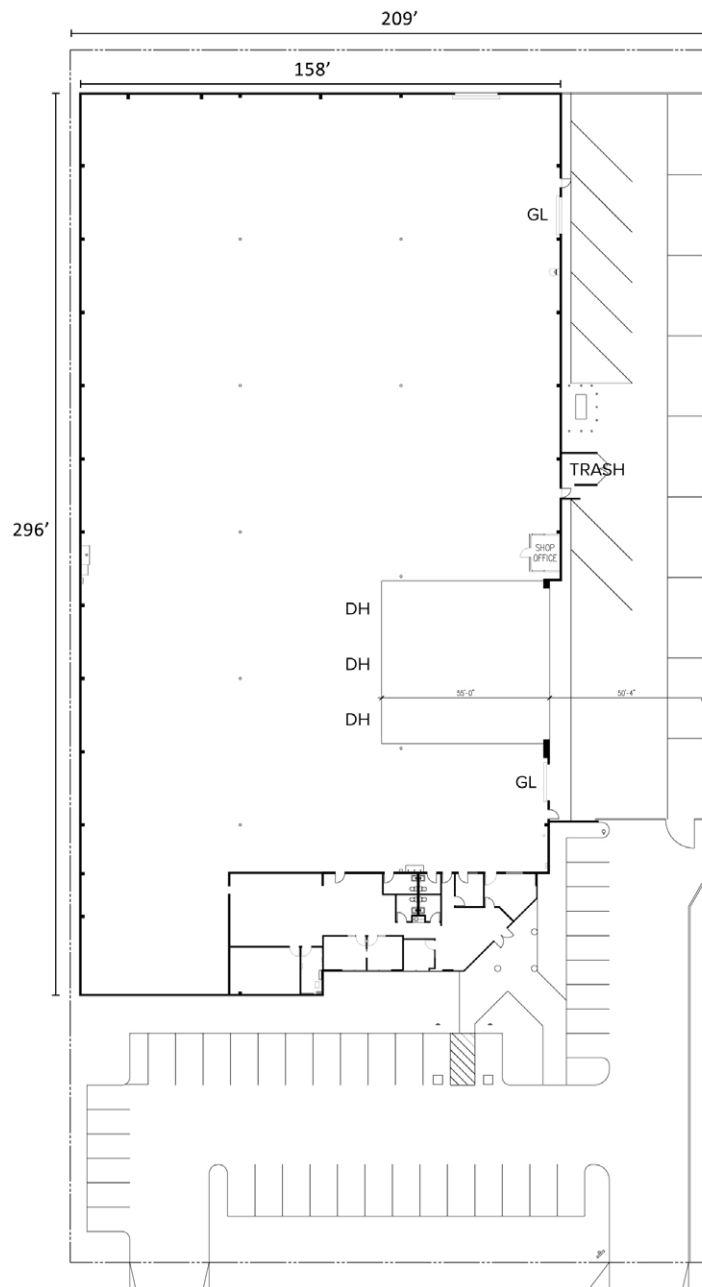 209'
158'
GL
296'
TRASH
SHOP
OFFICE
DH
DH
55'-0"
50'-4"
DH
GL